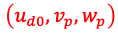 (u_{d0}, v_p, w_p)